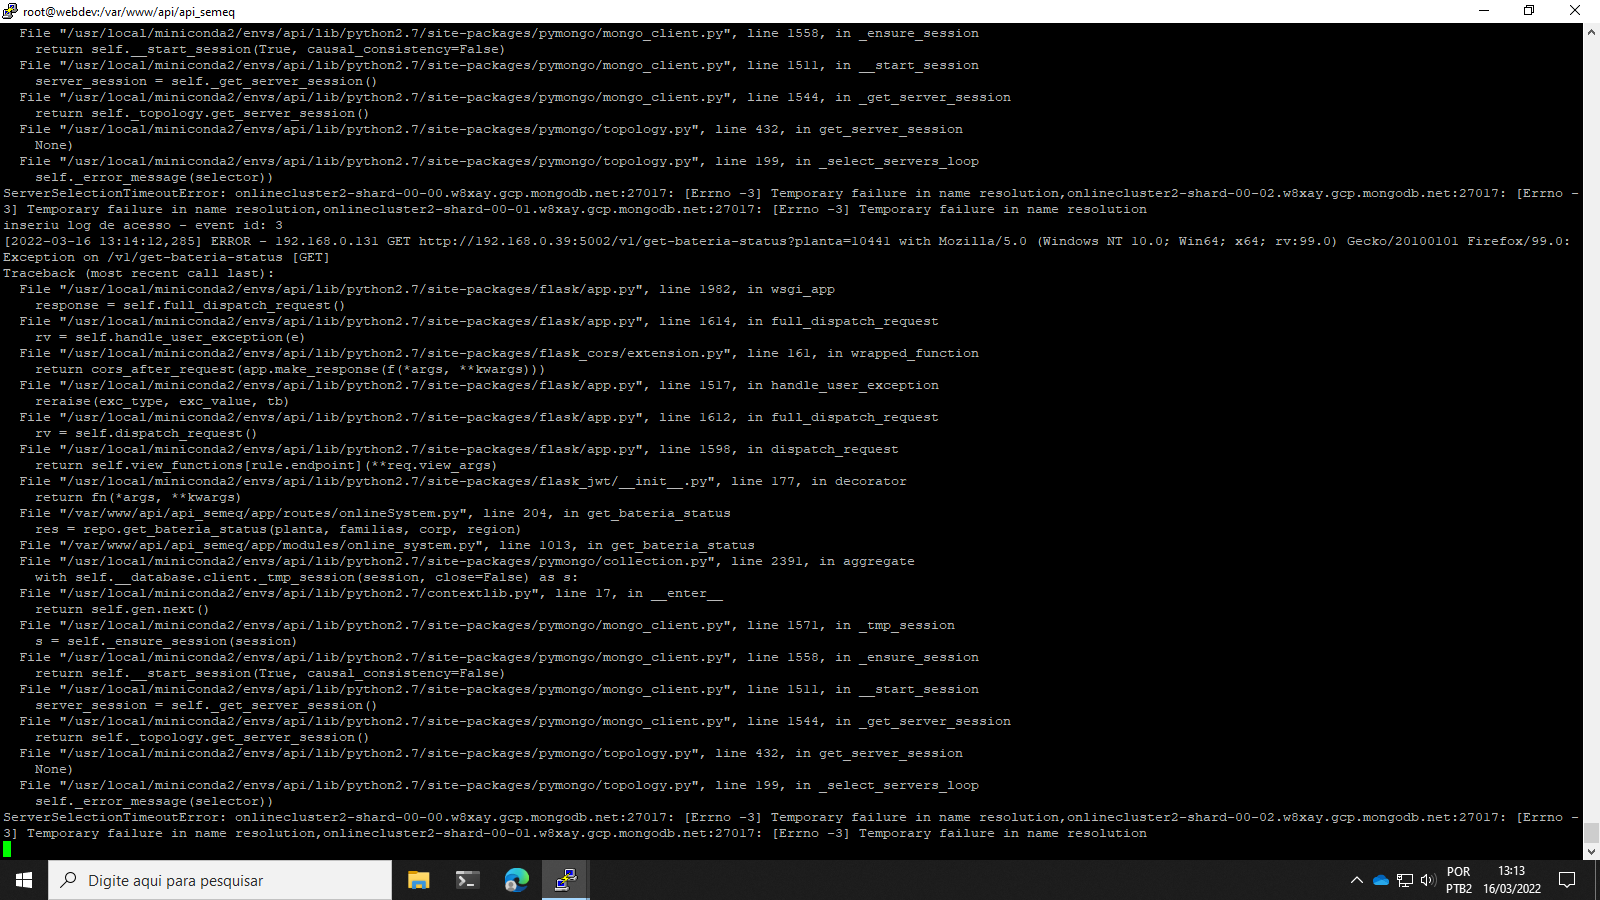 root@webdev:/var/www/api/api_semeq
  File "/usr/local/miniconda2/envs/api/lib/python2.7/site-packages/pymongo/mongo_client.py", line 1558, in _ensure_session
    return self.__start_session(True, causal_consistency=False)
  File "/usr/local/miniconda2/envs/api/lib/python2.7/site-packages/pymongo/mongo_client.py", line 1511, in __start_session
    server_session = self._get_server_session()
  File "/usr/local/miniconda2/envs/api/lib/python2.7/site-packages/pymongo/mongo_client.py", line 1544, in _get_server_session
    return self._topology.get_server_session()
  File "/usr/local/miniconda2/envs/api/lib/python2.7/site-packages/pymongo/topology.py", line 432, in get_server_session
    None)
  File "/usr/local/miniconda2/envs/api/lib/python2.7/site-packages/pymongo/topology.py", line 199, in _select_servers_loop
    self._error_message(selector))
ServerSelectionTimeoutError: onlinecluster2-shard-00-00.w8xay.gcp.mongodb.net:27017: [Errno -3] Temporary failure in name resolution,onlinecluster2-shard-00-02.w8xay.gcp.mongodb.net:27017: [Errno -
3] Temporary failure in name resolution,onlinecluster2-shard-00-01.w8xay.gcp.mongodb.net:27017: [Errno -3] Temporary failure in name resolution
inseriu log de acesso - event id: 3
[2022-03-16 13:14:12,285] ERROR - 192.168.0.131 GET http://192.168.0.39:5002/v1/get-bateria-status?planta=10441 with Mozilla/5.0 (Windows NT 10.0; Win64; x64; rv:99.0) Gecko/20100101 Firefox/99.0:
Exception on /v1/get-bateria-status [GET]
Traceback (most recent call last):
  File "/usr/local/miniconda2/envs/api/lib/python2.7/site-packages/flask/app.py", line 1982, in wsgi_app
    response = self.full_dispatch_request()
  File "/usr/local/miniconda2/envs/api/lib/python2.7/site-packages/flask/app.py", line 1614, in full_dispatch_request
    rv = self.handle_user_exception(e)
  File "/usr/local/miniconda2/envs/api/lib/python2.7/site-packages/flask_cors/extension.py", line 161, in wrapped_function
    return cors_after_request(app.make_response(f(*args, **kwargs)))
  File "/usr/local/miniconda2/envs/api/lib/python2.7/site-packages/flask/app.py", line 1517, in handle_user_exception
    reraise(exc_type, exc_value, tb)
  File "/usr/local/miniconda2/envs/api/lib/python2.7/site-packages/flask/app.py", line 1612, in full_dispatch_request
    rv = self.dispatch_request()
  File "/usr/local/miniconda2/envs/api/lib/python2.7/site-packages/flask/app.py", line 1598, in dispatch_request
    return self.view_functions[rule.endpoint](**req.view_args)
  File "/usr/local/miniconda2/envs/api/lib/python2.7/site-packages/flask_jwt/__init__.py", line 177, in decorator
    return fn(*args, **kwargs)
  File "/var/www/api/api_semeq/app/routes/onlineSystem.py", line 204, in get_bateria_status
    res = repo.get_bateria_status(planta, familias, corp, region)
  File "/var/www/api/api_semeq/app/modules/online_system.py", line 1013, in get_bateria_status
  File "/usr/local/miniconda2/envs/api/lib/python2.7/site-packages/pymongo/collection.py", line 2391, in aggregate
    with self.__database.client._tmp_session(session, close=False) as s:
  File "/usr/local/miniconda2/envs/api/lib/python2.7/contextlib.py", line 17, in __enter__
    return self.gen.next()
  File "/usr/local/miniconda2/envs/api/lib/python2.7/site-packages/pymongo/mongo_client.py", line 1571, in _tmp_session
    s = self._ensure_session(session)
  File "/usr/local/miniconda2/envs/api/lib/python2.7/site-packages/pymongo/mongo_client.py", line 1558, in _ensure_session
    return self.__start_session(True, causal_consistency=False)
  File "/usr/local/miniconda2/envs/api/lib/python2.7/site-packages/pymongo/mongo_client.py", line 1511, in __start_session
    server_session = self._get_server_session()
  File "/usr/local/miniconda2/envs/api/lib/python2.7/site-packages/pymongo/mongo_client.py", line 1544, in _get_server_session
    return self._topology.get_server_session()
  File "/usr/local/miniconda2/envs/api/lib/python2.7/site-packages/pymongo/topology.py", line 432, in get_server_session
    None)
  File "/usr/local/miniconda2/envs/api/lib/python2.7/site-packages/pymongo/topology.py", line 199, in _select_servers_loop
    self._error_message(selector))
ServerSelectionTimeoutError: onlinecluster2-shard-00-00.w8xay.gcp.mongodb.net:27017: [Errno -3] Temporary failure in name resolution,onlinecluster2-shard-00-02.w8xay.gcp.mongodb.net:27017: [Errno -
3] Temporary failure in name resolution,onlinecluster2-shard-00-01.w8xay.gcp.mongodb.net:27017: [Errno -3] Temporary failure in name resolution
Digite aqui para pesquisar
POR
PTB2
13:13
16/03/2022